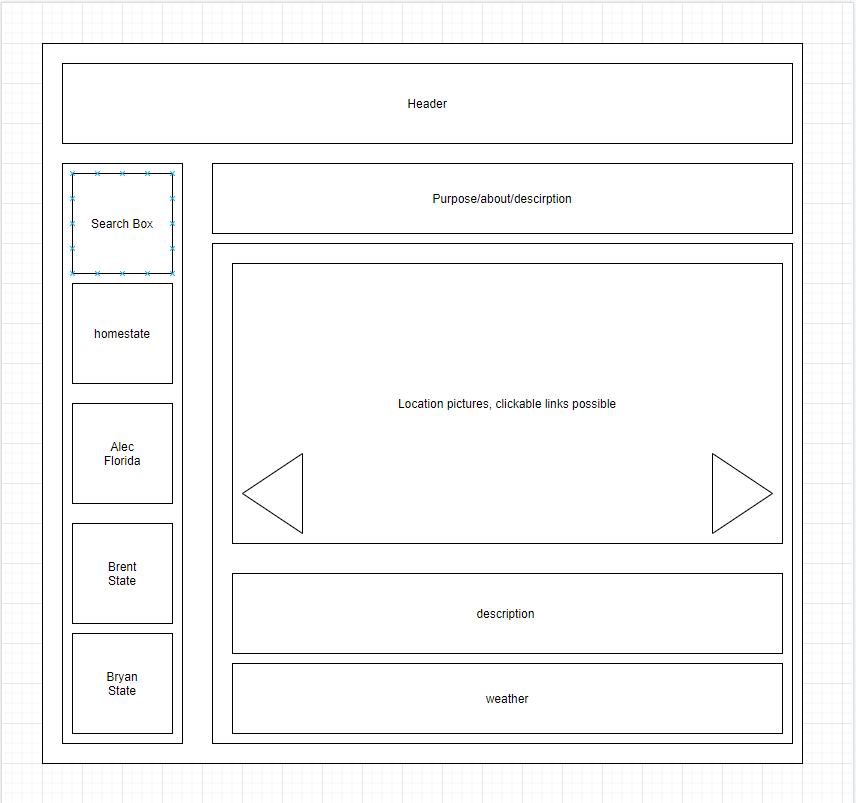 Header
Search Box
Purpose/about/descirption
homestate
Location pictures, clickable links possible
Alec
Florida
Brent
State
description
Bryan
State
weather